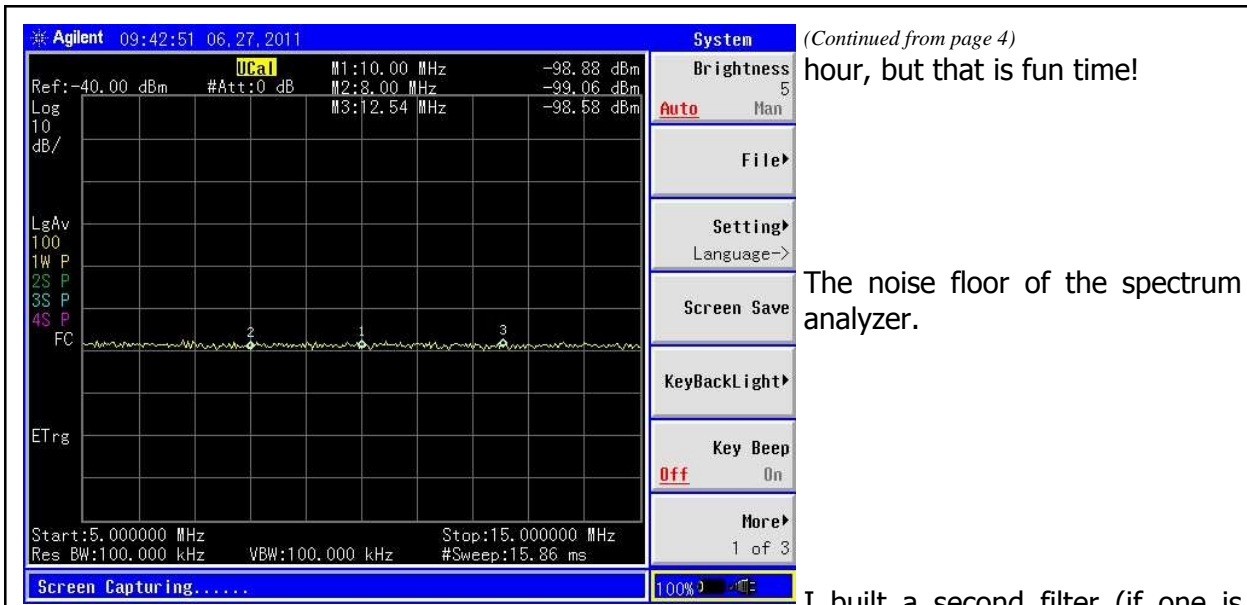 Agilent 09:42:51 06,27,2011
UCal
M1:10.00 MHz -98.88 dBm
Ref:-40.00 dBm #Att:0 dB M2:8.00 MHz -99.06 dBm
Log M3:12.54 MHz -98.58 dBm
10
dB/
LgAv
100
1W P
2S P
3S P
4S P
FC
2 1 3
ETrg
Start:5.000000 MHz Stop:15.000000 MHz
Res BW:100.000 kHz VBW:100.000 kHz #Sweep:15.86 ms
Screen Capturing......
System
Brightness
5
Auto Man
File
Setting
Language->
Screen Save
KeyBackLight
Key Beep
Off On
More
1 of 3
100%
(Continued from page 4)
hour, but that is fun time!
The noise floor of the spectrum
analyzer.
I built a second filter (if one is